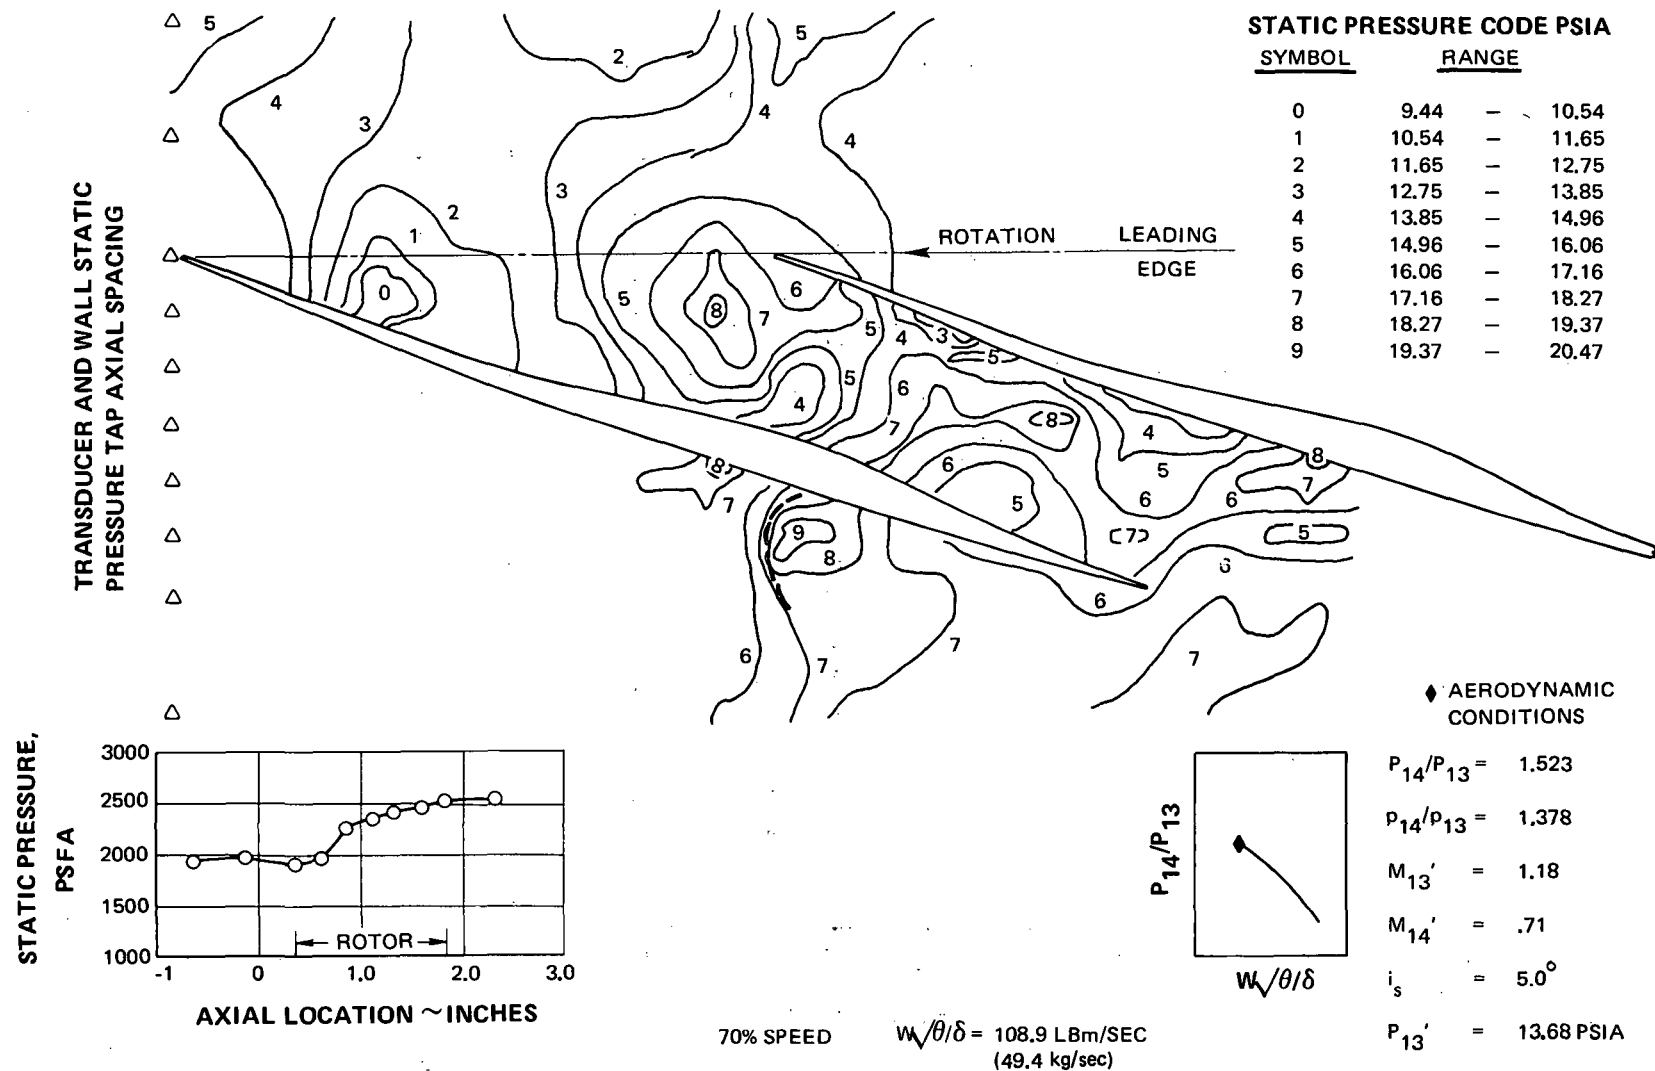 STATIC PRESSURE CODE PSIA
SYMBOL RANGE
0 9.44 – 10.54
1 10.54 – 11.65
2 11.65 – 12.75
3 12.75 – 13.85
4 13.85 – 14.96
5 14.96 – 16.06
6 16.06 – 17.16
7 17.16 – 18.27
8 18.27 – 19.37
9 19.37 – 20.47
TRANSDUCER AND WALL STATIC
PRESSURE TAP AXIAL SPACING
5
2
5
4
3
4
4
3
2
1
ROTATION
LEADING
EDGE
0
5
8
7
6
5
4
3
5
5
6
4
7
8
4
5
6
6
8
7
6
5
8
7
9
8
7
5
6
6
6
7
7
7
STATIC PRESSURE,
PSFA
3000
2500
2000
1500
1000
ROTOR
-1 0 1.0 2.0 3.0
AXIAL LOCATION ~ INCHES
P14/P13
W√θ/δ
♦ AERODYNAMIC
CONDITIONS
P14/P13 = 1.523
p14/p13 = 1.378
M13' = 1.18
M14' = .71
is = 5.0°
P13' = 13.68 PSIA
70% SPEED W√θ/δ = 108.9 LBm/SEC
(49.4 kg/sec)